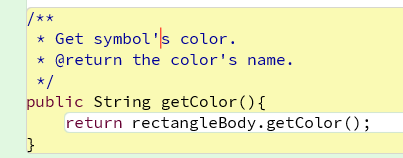 /**
 * Get symbol's color.
 * @return the color's name.
 */
public String getColor(){
    return rectangleBody.getColor();
}